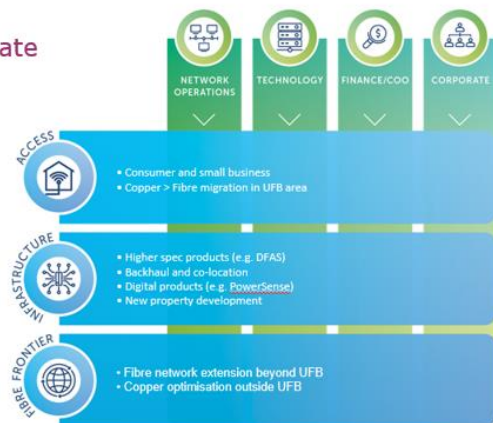 ate
NETWORK
OPERATIONS
TECHNOLOGY
FINANCE/COO
CORPORATE
ACCESS
• Consumer and small business
• Copper > Fibre migration in UFB area
INFRASTRUCTURE
• Higher spec products (e.g. DFAS)
• Backhaul and co-location
• Digital products (e.g. PowerSense)
• New property development
FIBRE FRONTIER
• Fibre network extension beyond UFB
• Copper optimisation outside UFB